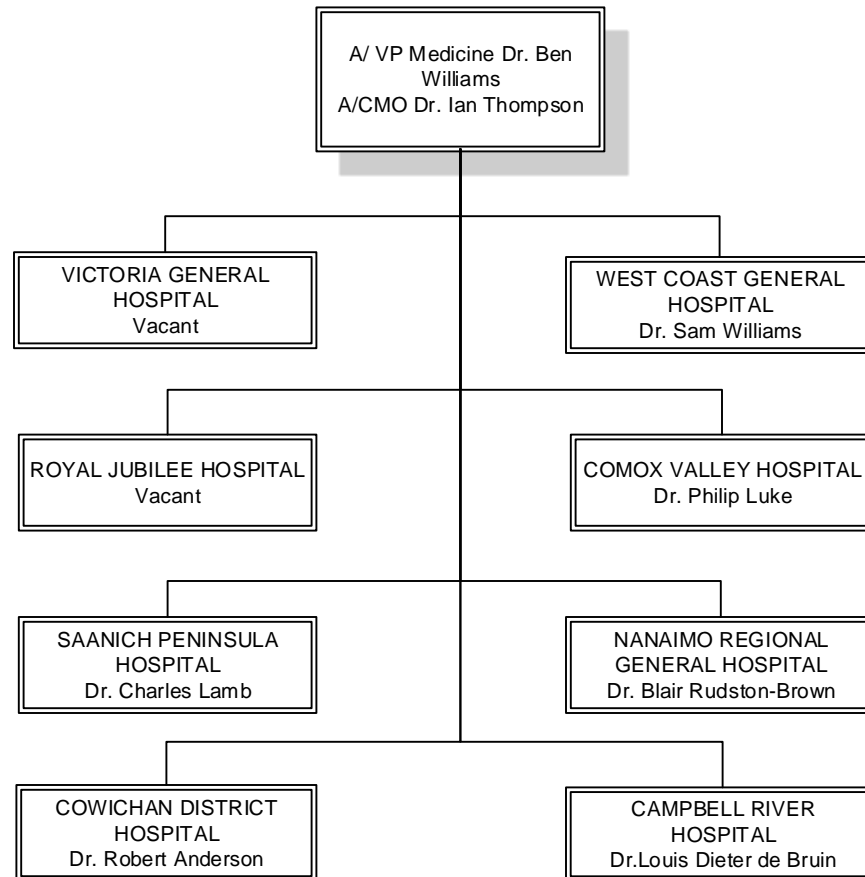 A/ VP Medicine Dr. Ben
Williams
A/CMO Dr. Ian Thompson
VICTORIA GENERAL
HOSPITAL
Vacant
WEST COAST GENERAL
HOSPITAL
Dr. Sam Williams
ROYAL JUBILEE HOSPITAL
Vacant
COMOX VALLEY HOSPITAL
Dr. Philip Luke
SAANICH PENINSULA
HOSPITAL
Dr. Charles Lamb
NANAIMO REGIONAL
GENERAL HOSPITAL
Dr. Blair Rudston-Brown
COWICHAN DISTRICT
HOSPITAL
Dr. Robert Anderson
CAMPBELL RIVER
HOSPITAL
Dr.Louis Dieter de Bruin